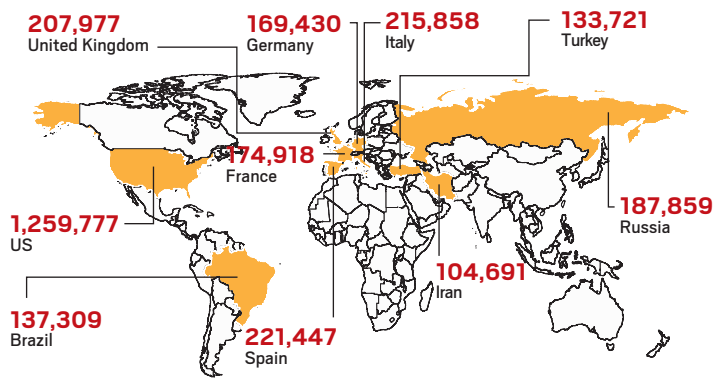 207,977
United Kingdom
169,430
Germany
215,858
Italy
133,721
Turkey
174,918
France
1,259,777
US
187,859
Russia
104,691
Iran
137,309
Brazil
221,447
Spain